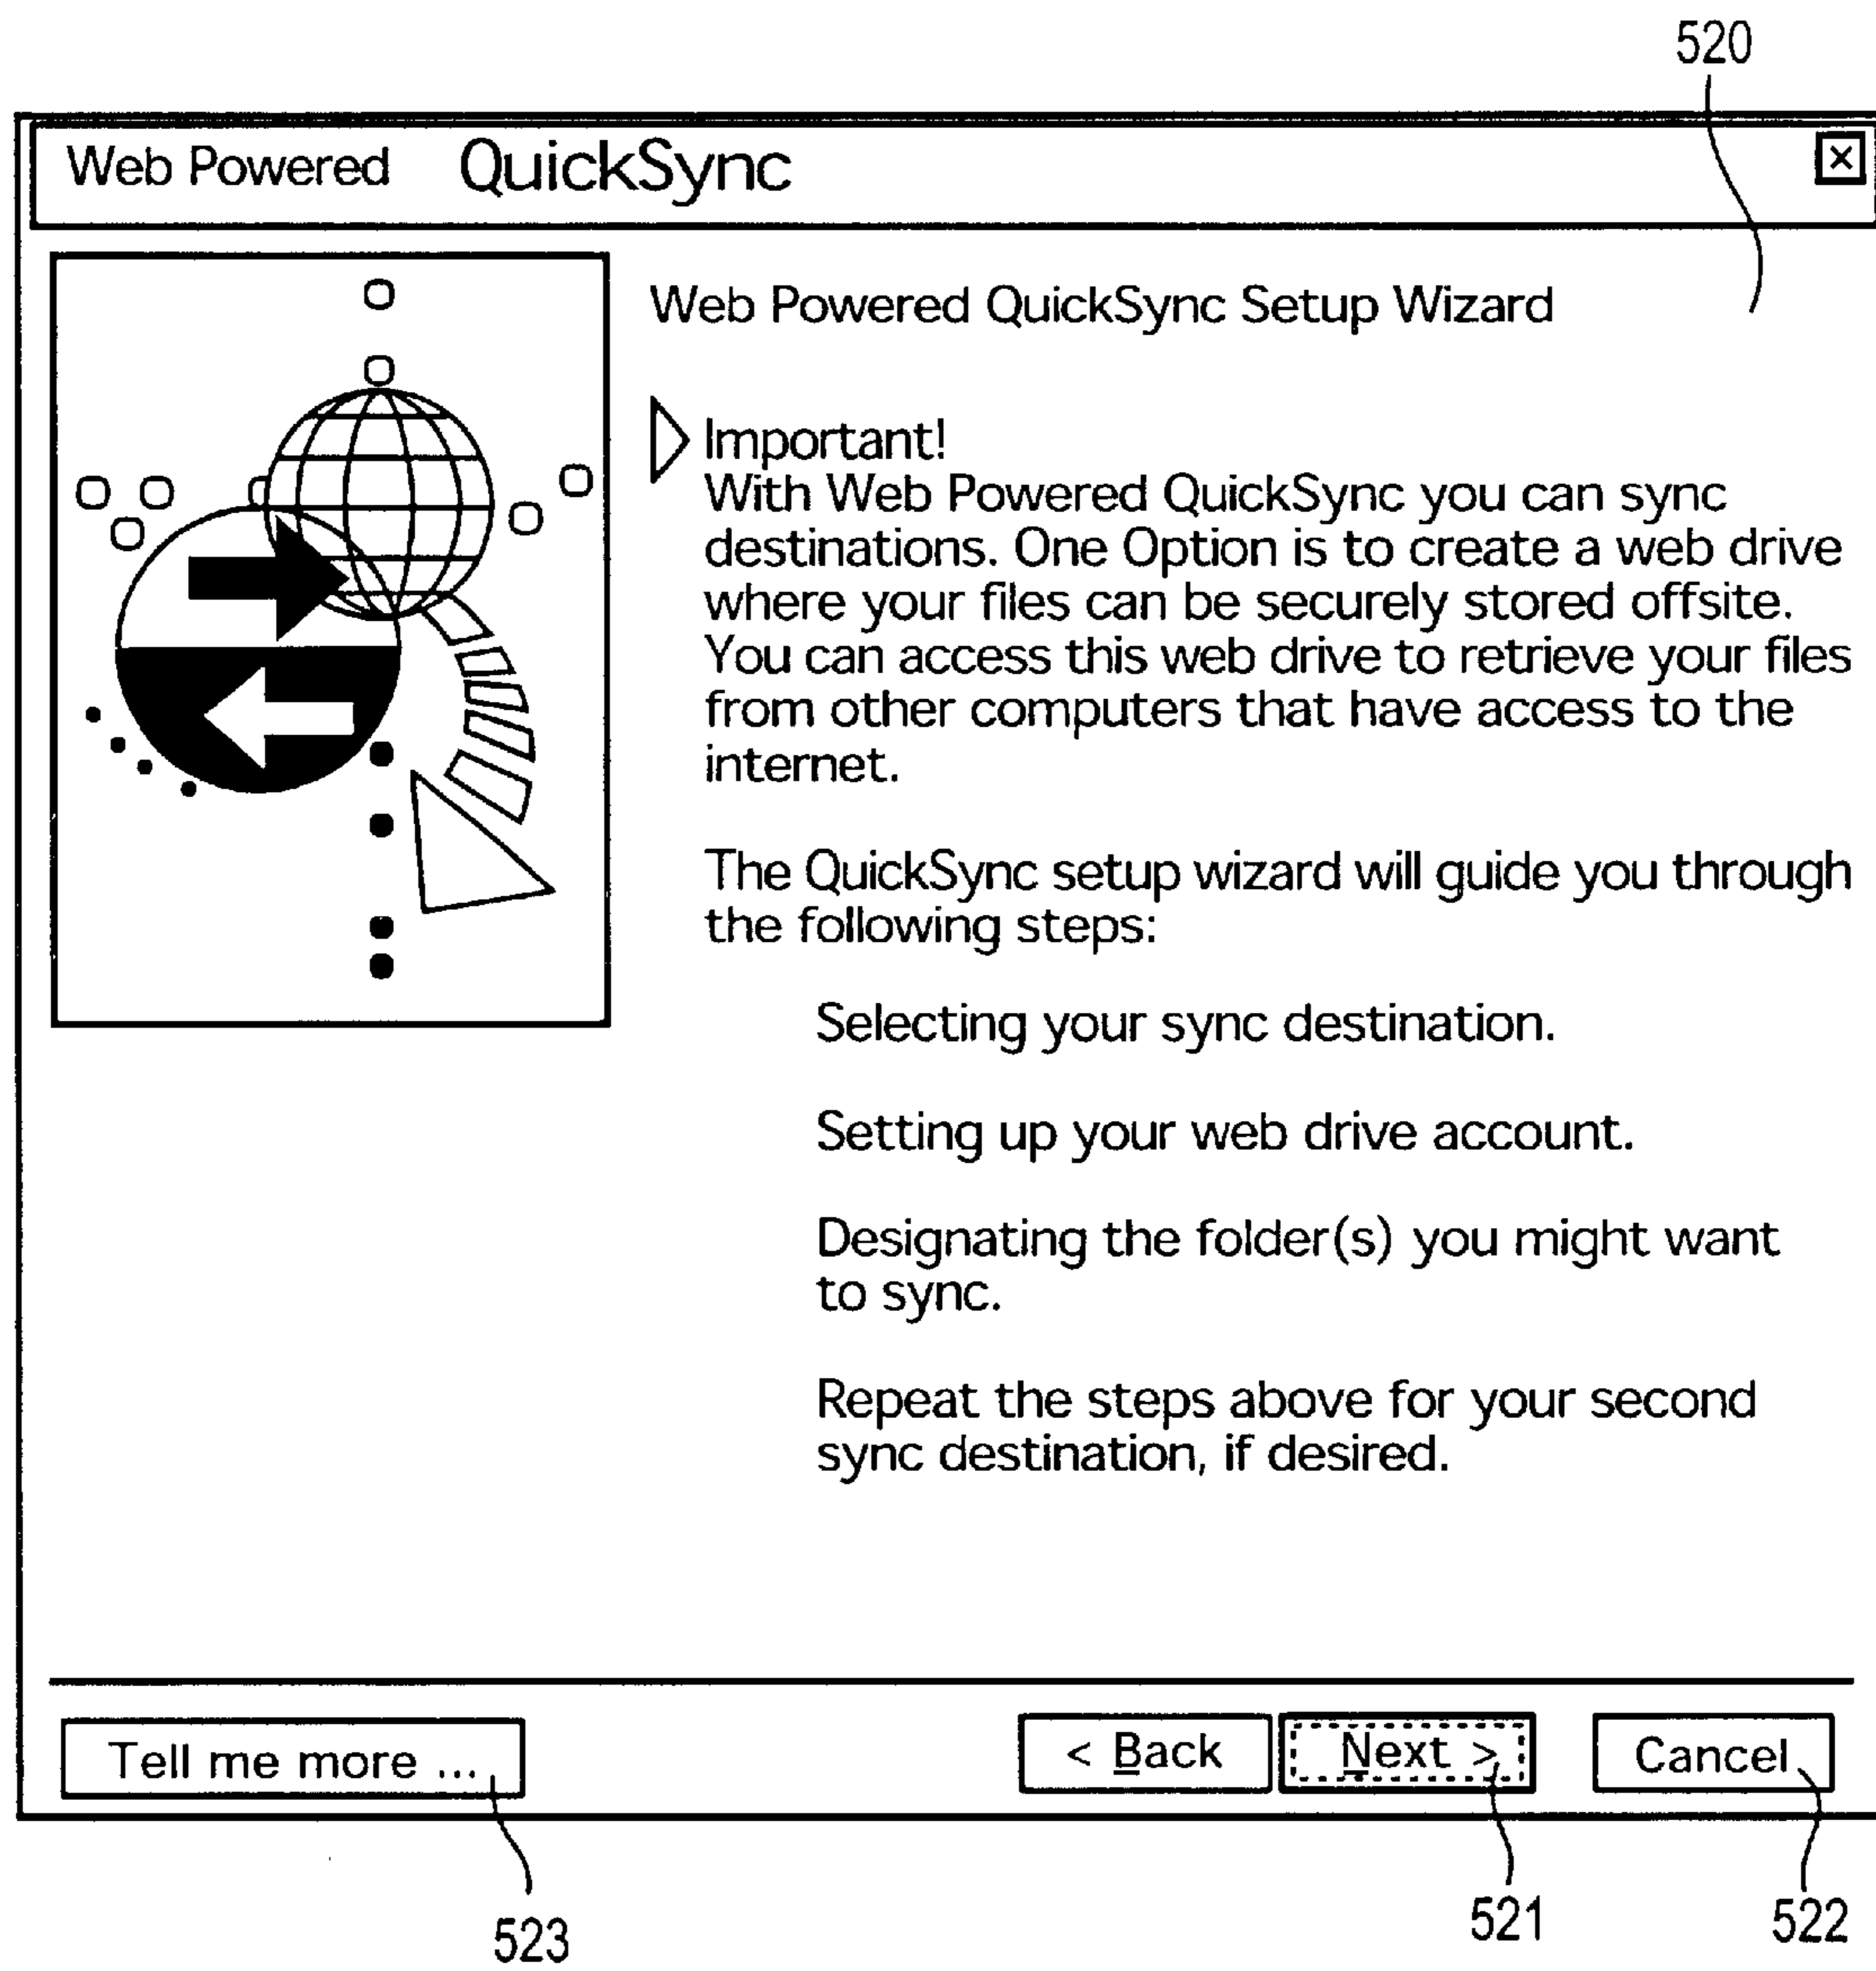 520
Web Powered QuickSync
Web Powered QuickSync Setup Wizard
Important!
With Web Powered QuickSync you can sync
destinations. One Option is to create a web drive
where your files can be securely stored offsite.
You can access this web drive to retrieve your files
from other computers that have access to the
internet.
The QuickSync setup wizard will guide you through
the following steps:
Selecting your sync destination.
Setting up your web drive account.
Designating the folder(s) you might want
to sync.
Repeat the steps above for your second
sync destination, if desired.
Tell me more ... < Back Next > Cancel
523 521 522